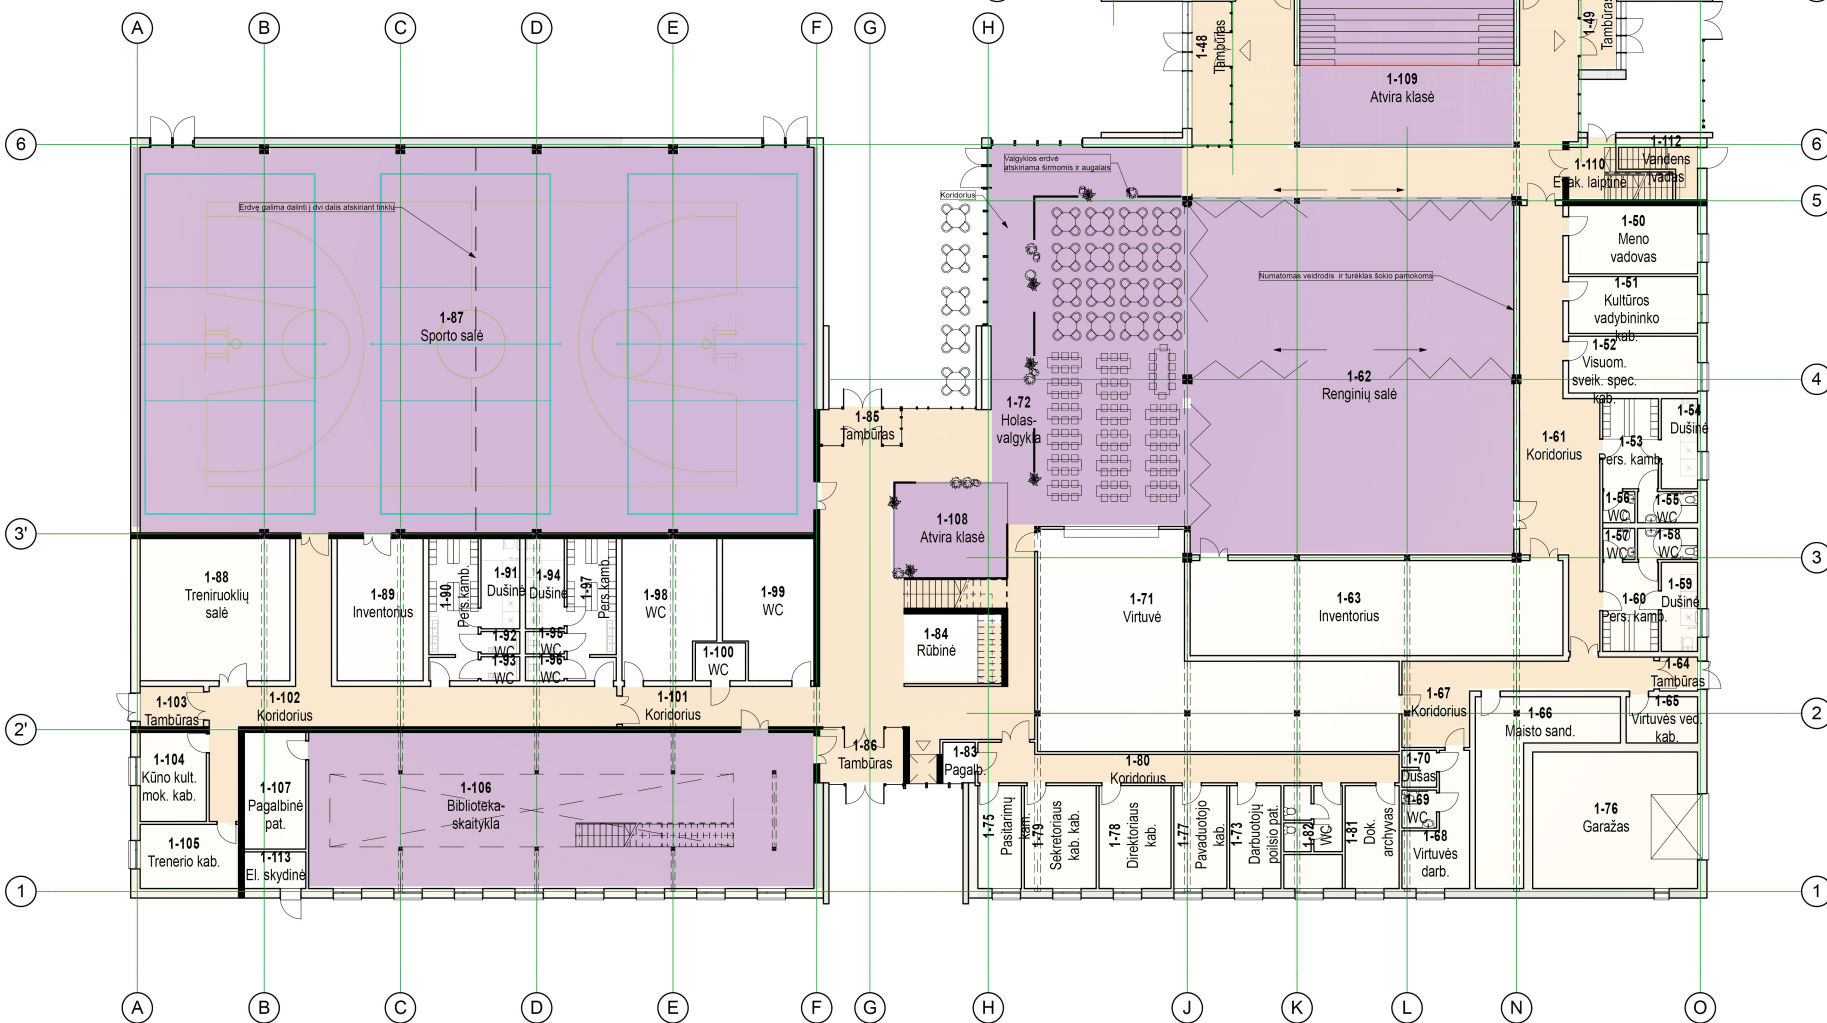 A
B
C
D
E
F
G
H
1-48
Tambūras
1-49
Tambūras
1-109
Atvira klasė
6
6
1-112
Vandens
1-110
Valgyklos erdvė
atskiriama širmomis ir augalais
Koridorius
5
Erdvę galima dalinti į dvi dalis atskiriant tinklu
1-50
Meno
vadovas
Numatomas veidrodis ir turėklas šokio pamokoms
1-51
Kultūros
vadybininko
kab.
1-87
Sporto salė
1-52
Visuom.
sveik. spec.
kab.
4
1-62
Renginių salė
1-72
Holas-
valgykla
1-85
Tambūras
1-54
Dušinė
1-53
Pers. kamb.
1-61
Koridorius
1-56
WC
1-55
WC
1-108
Atvira klasė
3'
1-57
WC
1-58
WC
3
1-88
Treniruoklių
salė
1-89
Inventorius
1-90
Pers.kamb.
1-91
Dušinė
1-94
Dušinė
1-97
Pers.kamb.
1-98
WC
1-99
WC
1-71
Virtuvė
1-63
Inventorius
1-59
Dušinė
1-60
Pers. kamb.
1-84
Rūbinė
1-92
WC
1-95
WC
1-93
WC
1-96
WC
1-100
WC
1-64
Tambūras
1-103
Tambūras
1-102
Koridorius
1-101
Koridorius
1-67
Koridorius
1-66
Maisto sand.
1-65
Virtuvės ved.
kab.
2
2'
1-104
Kūno kult.
mok. kab.
1-107
Pagalbinė
pat.
1-106
Biblioteka-
skaitykla
1-86
Tambūras
1-83
Pagalb.
1-80
Koridorius
1-70
Dušas
1-69
WC
1-68
Virtuvės
darb.
1-76
Garažas
1-75
Pasitarimų
kam.
1-79
Sekretoriaus
kab. kab.
1-78
Direktoriaus
kab.
1-77
Pavaduotojo
kab.
1-73
Darbuotojų
poilsio pat.
1-82
WC
1-81
Dok.
archyvas
1-105
Trenerio kab.
1-113
El. skydinė
1
1
A
B
C
D
E
F
G
H
J
K
L
N
O